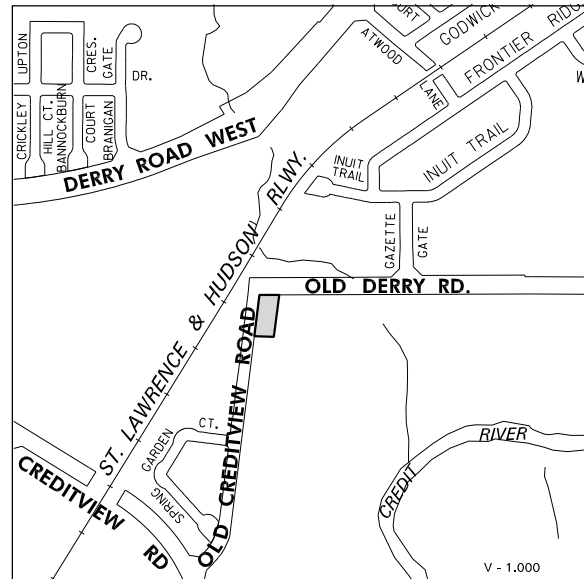 UPTON
CRES.
GATE
DR.
CRICKLEY
HILL CT.
BANNOCKBURN
COURT
BRANIGAN
DERRY ROAD WEST
COURT
GODWICK
ATWOOD
FRONTIER RIDG
LANE
W
INUIT
TRAIL
INUIT TRAIL
ST. LAWRENCE & HUDSON RLWY.
GAZETTE
GATE
OLD DERRY RD.
OLD CREDITVIEW ROAD
SPRING GARDEN CT.
CREDITVIEW RD
CREDIT
RIVER
V - 1.000